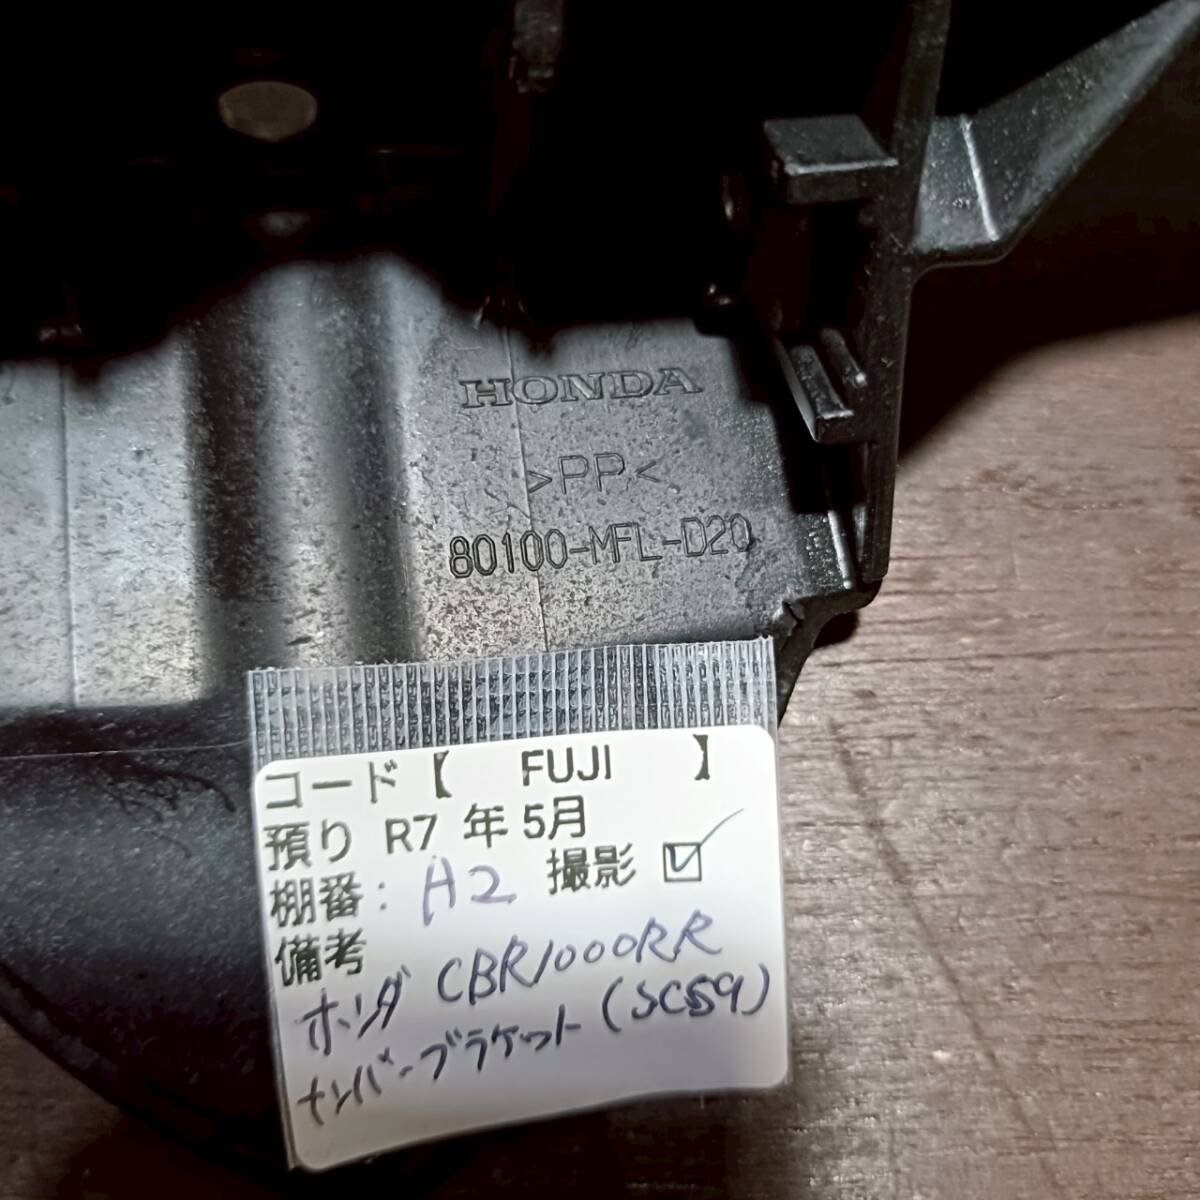 HONDA
>PP<
80100-MFL-D20
コード【 FUJI 】
預り R7 年 5月
棚番: A2 撮影 ☑
備考
ホンダ CBR1000RR
ナンバーブラケット (SC59)